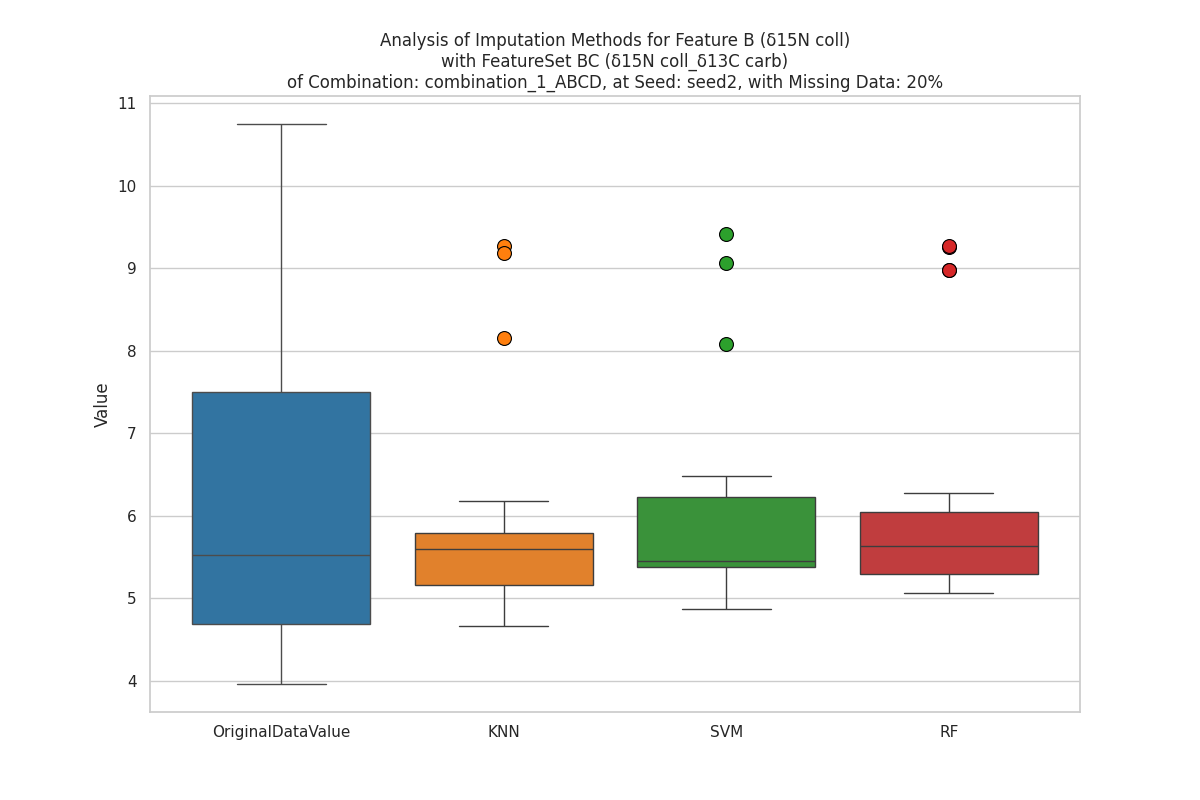 Analysis of Imputation Methods for Feature B (δ15N coll)
with FeatureSet BC (δ15N coll_δ13C carb)
of Combination: combination_1_ABCD, at Seed: seed2, with Missing Data: 20%
11
10
9
8
7
6
5
4
Value
OriginalDataValue
KNN
SVM
RF